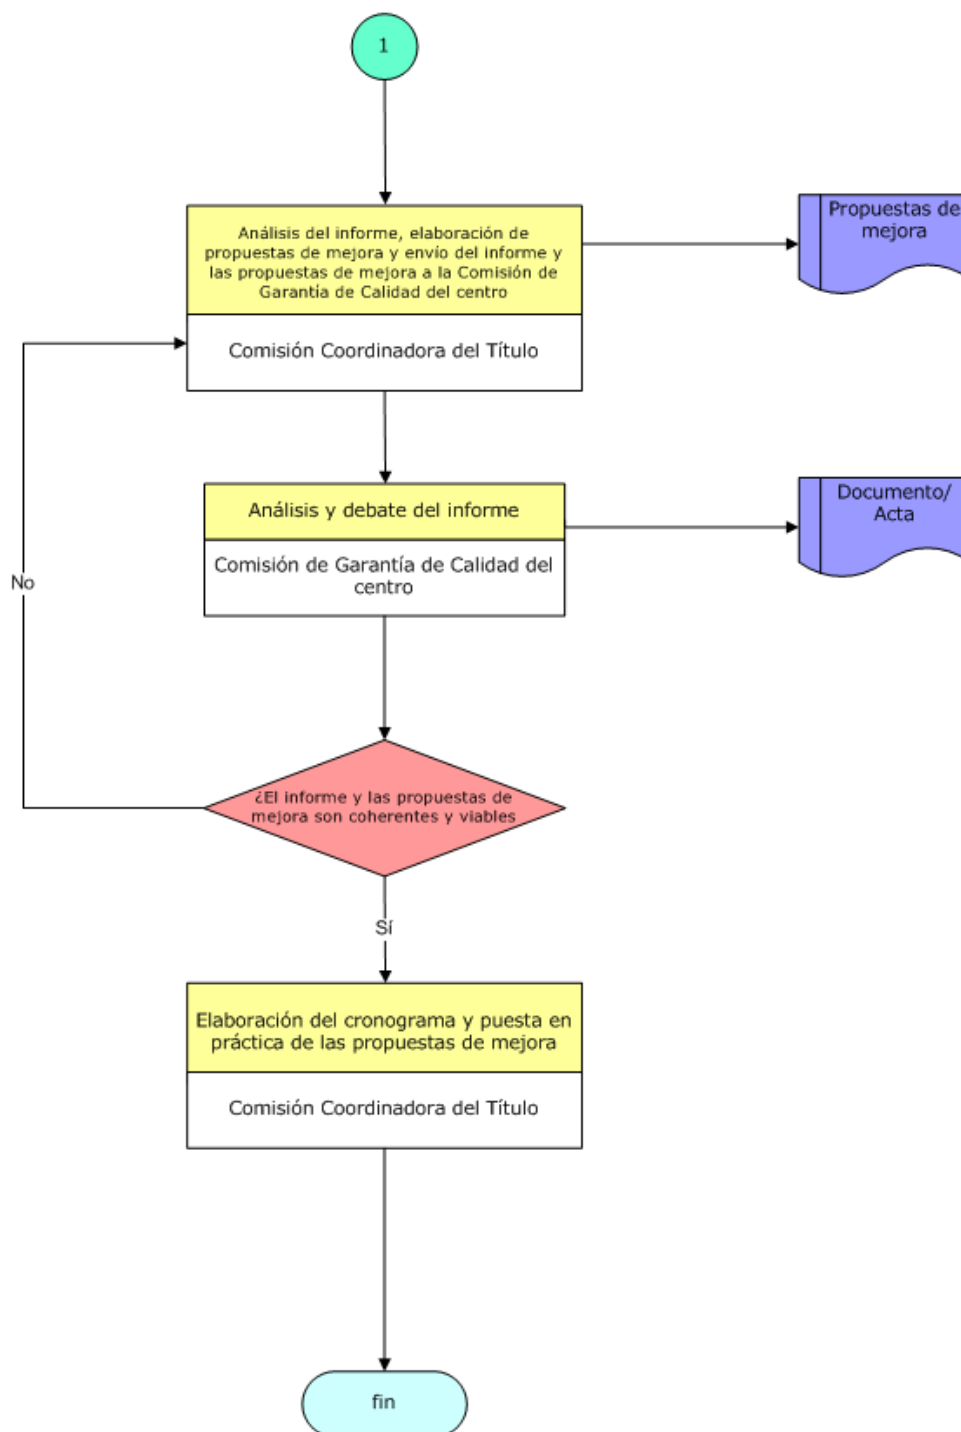 1
Análisis del informe, elaboración de
propuestas de mejora y envío del informe y
las propuestas de mejora a la Comisión de
Garantía de Calidad del centro
Propuestas de
mejora
Comisión Coordinadora del Título
Análisis y debate del informe
Documento/
Acta
Comisión de Garantía de Calidad del
centro
No
¿El informe y las propuestas de
mejora son coherentes y viables
Sí
Elaboración del cronograma y puesta en
práctica de las propuestas de mejora
Comisión Coordinadora del Título
fin